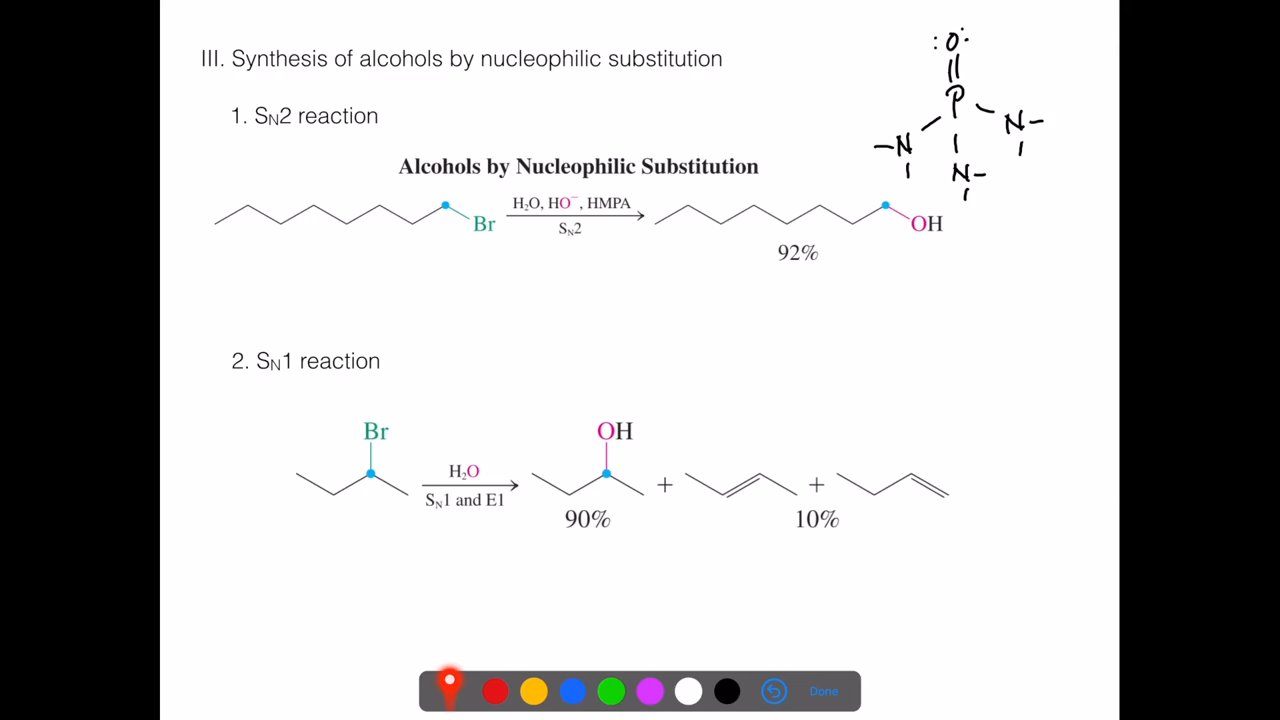 III. Synthesis of alcohols by nucleophilic substitution
1. SN2 reaction
Alcohols by Nucleophilic Substitution
Br
H₂O, HO⁻, HMPA
SN2
OH
92%
:O:
P
N
N
N
2. SN1 reaction
Br
H₂O
SN1 and E1
OH
+
+
90%
10%
Done